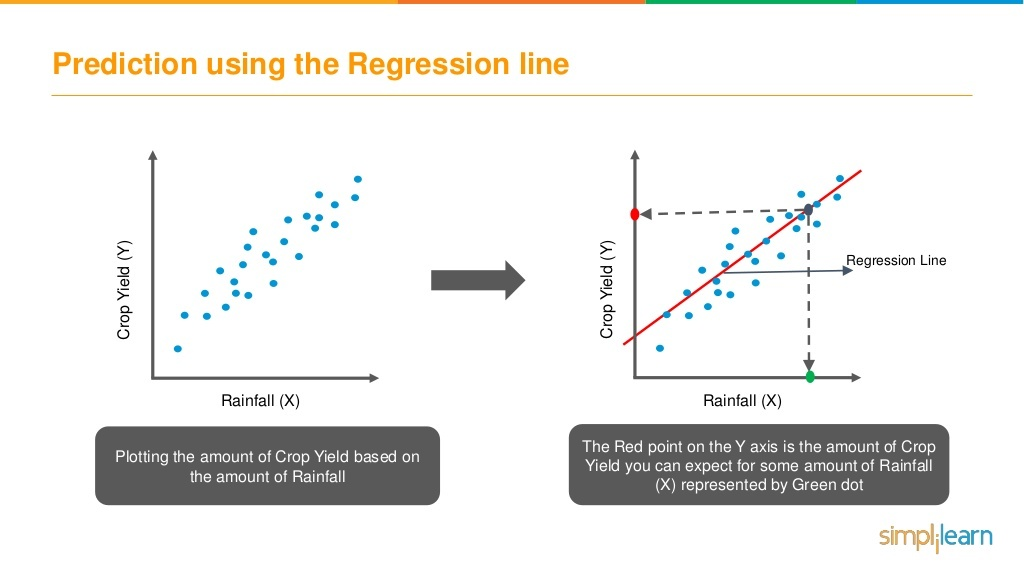 Prediction using the Regression line
Crop Yield (Y)
Rainfall (X)
Plotting the amount of Crop Yield based on
the amount of Rainfall
Crop Yield (Y)
Regression Line
Rainfall (X)
The Red point on the Y axis is the amount of Crop
Yield you can expect for some amount of Rainfall
(X) represented by Green dot
simplilearn